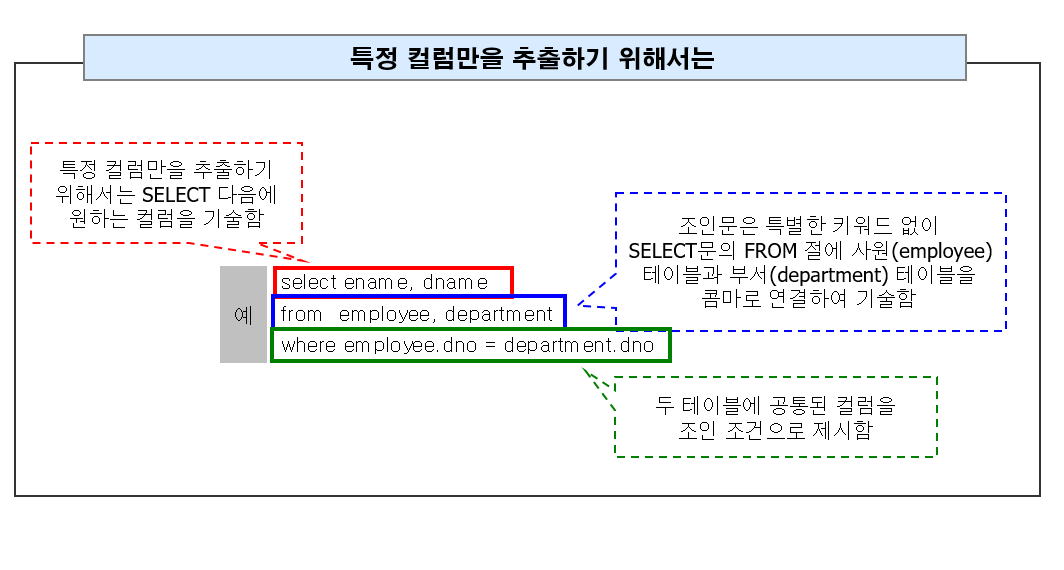 특정 컬럼만을 추출하기 위해서는
특정 컬럼만을 추출하기
위해서는 SELECT 다음에
원하는 컬럼을 기술함
조인문은 특별한 키워드 없이
SELECT문의 FROM 절에 사원(employee)
테이블과 부서(department) 테이블을
콤마로 연결하여 기술함
예
select ename, dname
from employee, department
where employee.dno = department.dno
두 테이블에 공통된 컬럼을
조인 조건으로 제시함